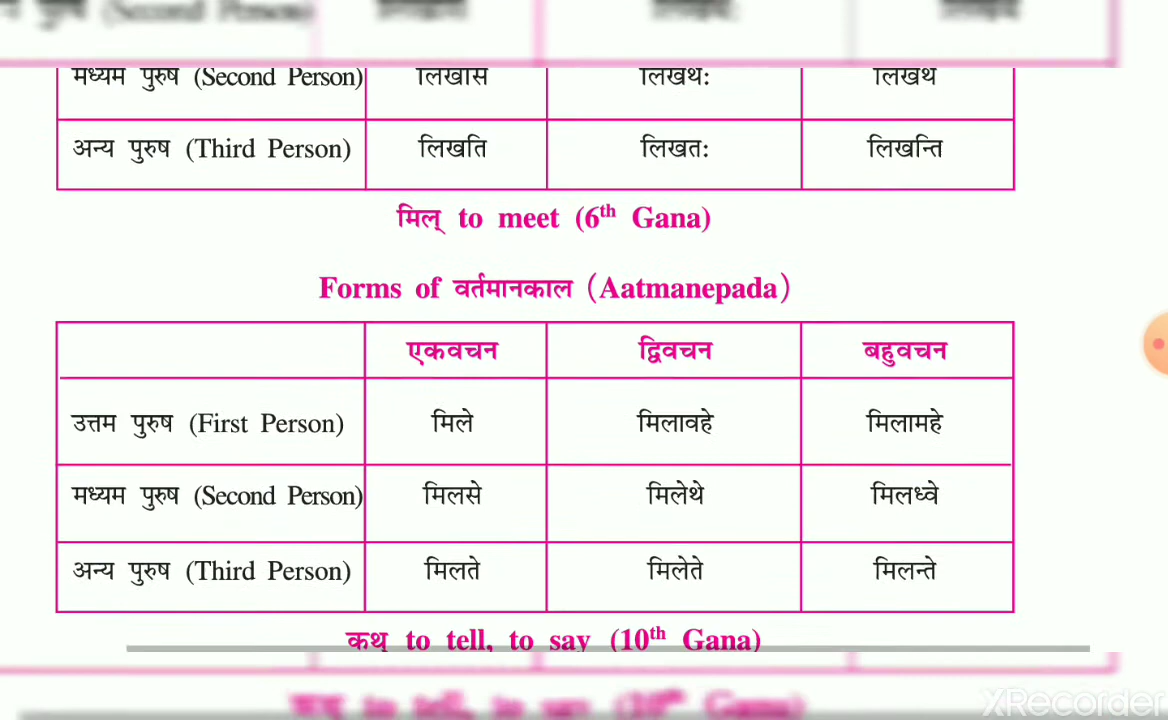 मध्यम पुरुष (Second Person) लिखसि लिखथः लिखथ
अन्य पुरुष (Third Person) लिखति लिखतः लिखन्ति
मिल् to meet (6th Gana)
Forms of वर्तमानकाल (Aatmanepada)
एकवचन द्विवचन बहुवचन
उत्तम पुरुष (First Person) मिले मिलावहे मिलामहे
मध्यम पुरुष (Second Person) मिलसे मिलेथे मिलध्वे
अन्य पुरुष (Third Person) मिलते मिलेते मिलन्ते
कथ् to tell, to say (10th Gana)
XRecorder